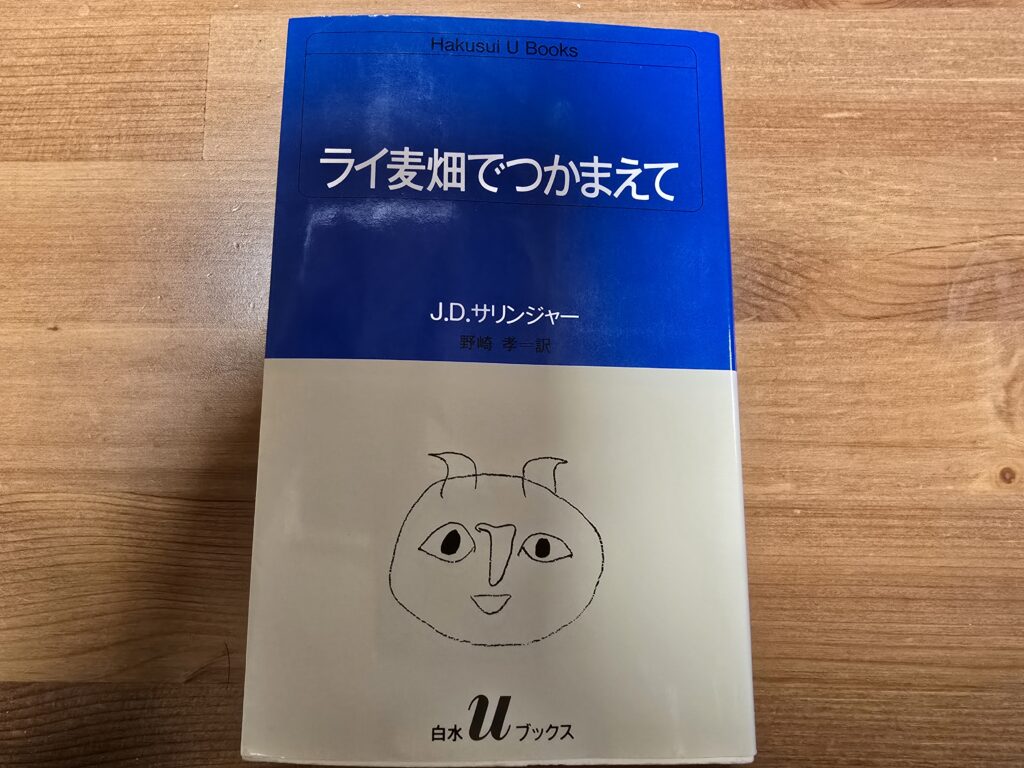 Hakusui U Books
ライ麦畑でつかまえて
J.D.サリンジャー
野崎 孝=訳
白水 u ブックス